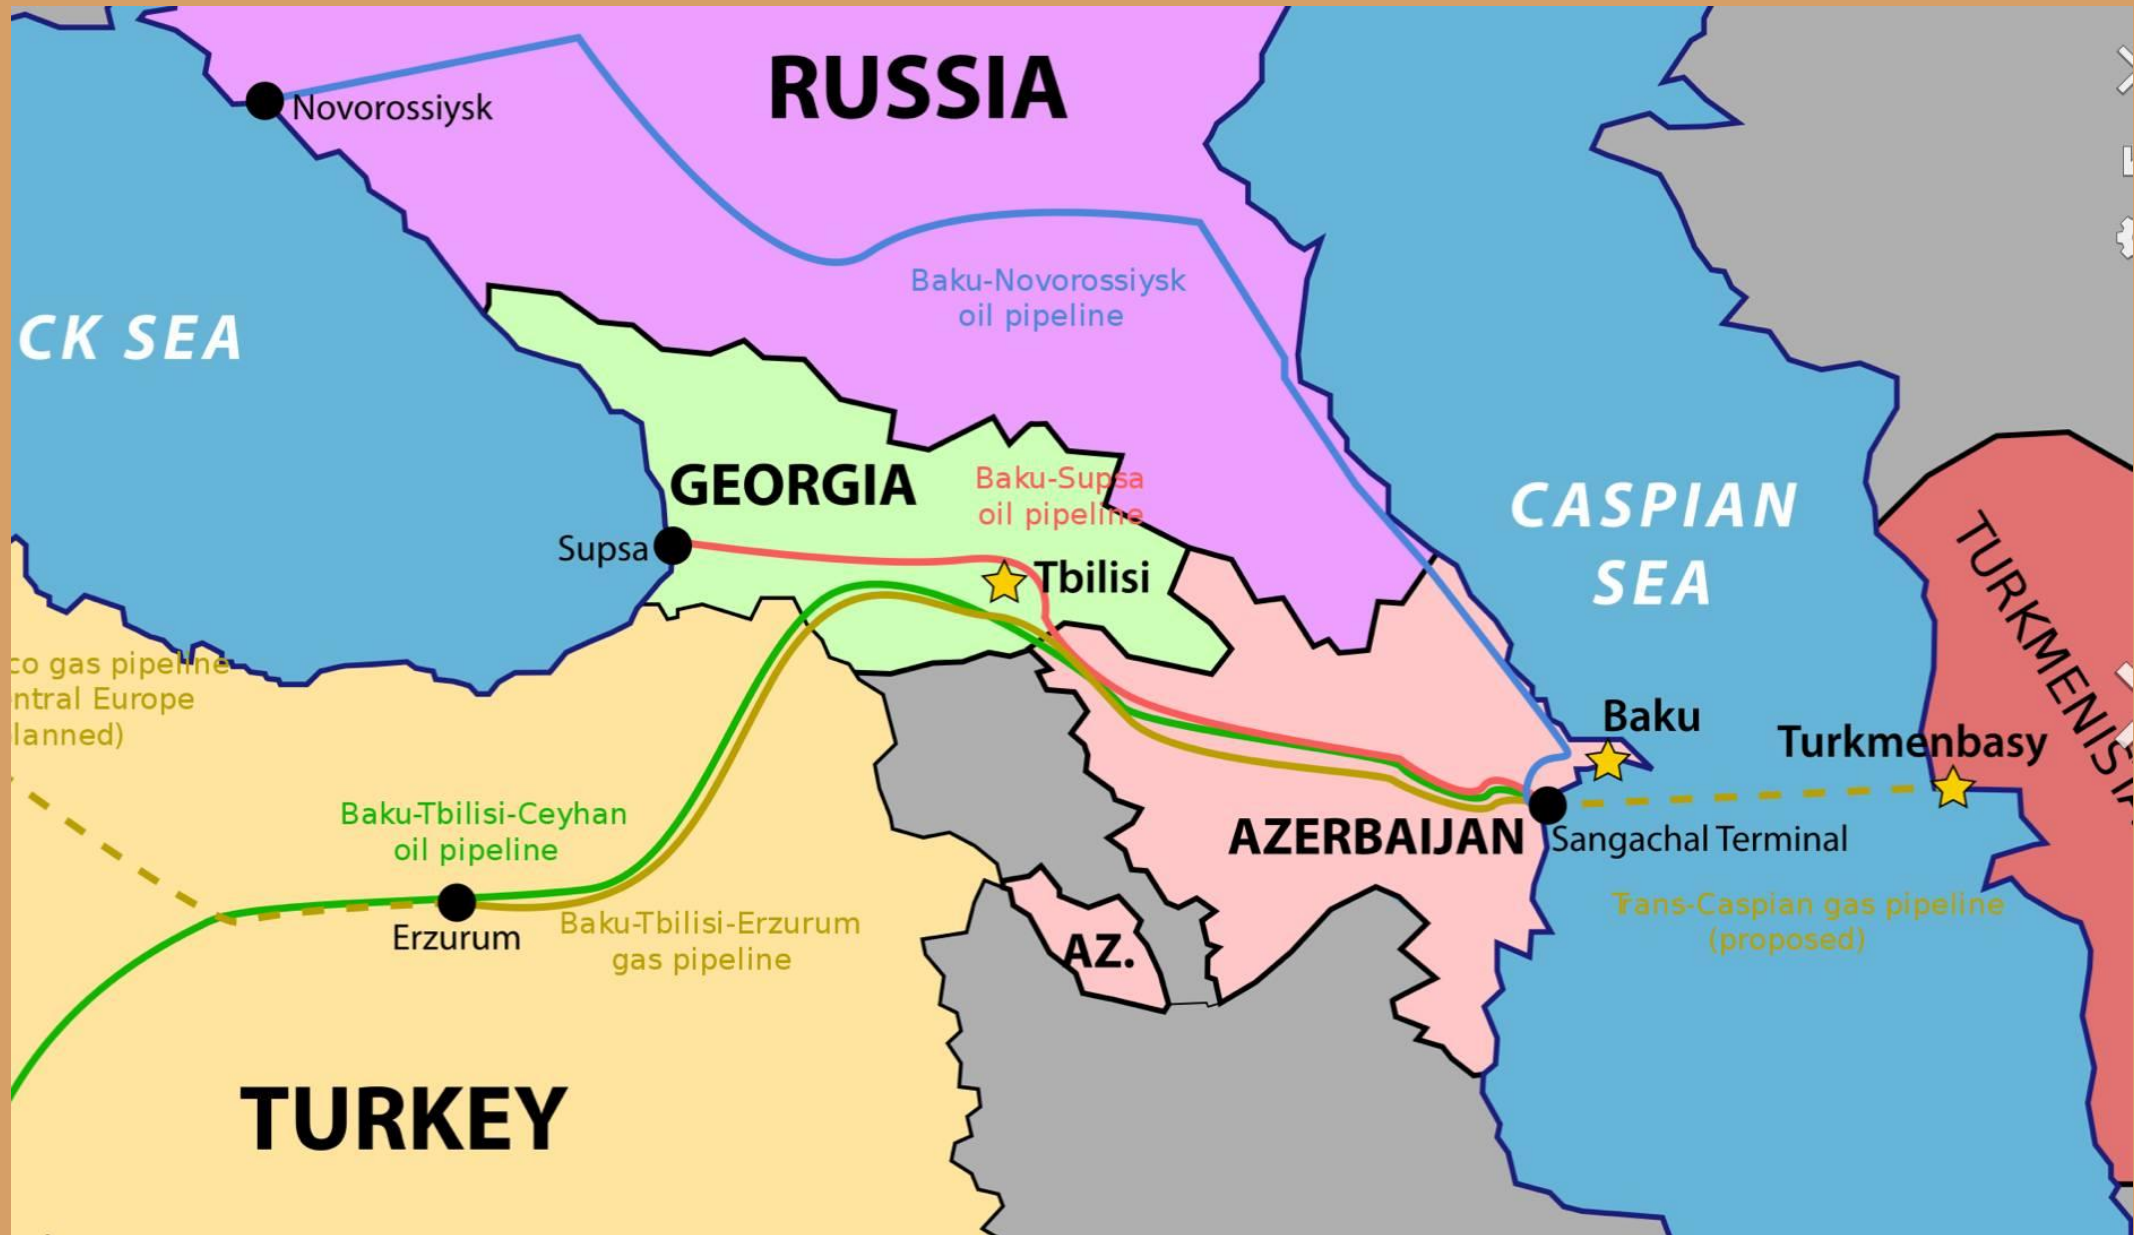 RUSSIA
Novorossiysk
Baku-Novorossiysk
oil pipeline
CK SEA
GEORGIA
Baku-Supsa
oil pipeline
CASPIAN
SEA
Supsa
Tbilisi
TURKMENIST
co gas pipeline
ntral Europe
lanned)
Baku
Turkmenbasy
Baku-Tbilisi-Ceyhan
oil pipeline
AZERBAIJAN
Sangachal Terminal
Erzurum
Baku-Tbilisi-Erzurum
gas pipeline
AZ.
Trans-Caspian gas pipeline
(proposed)
TURKEY